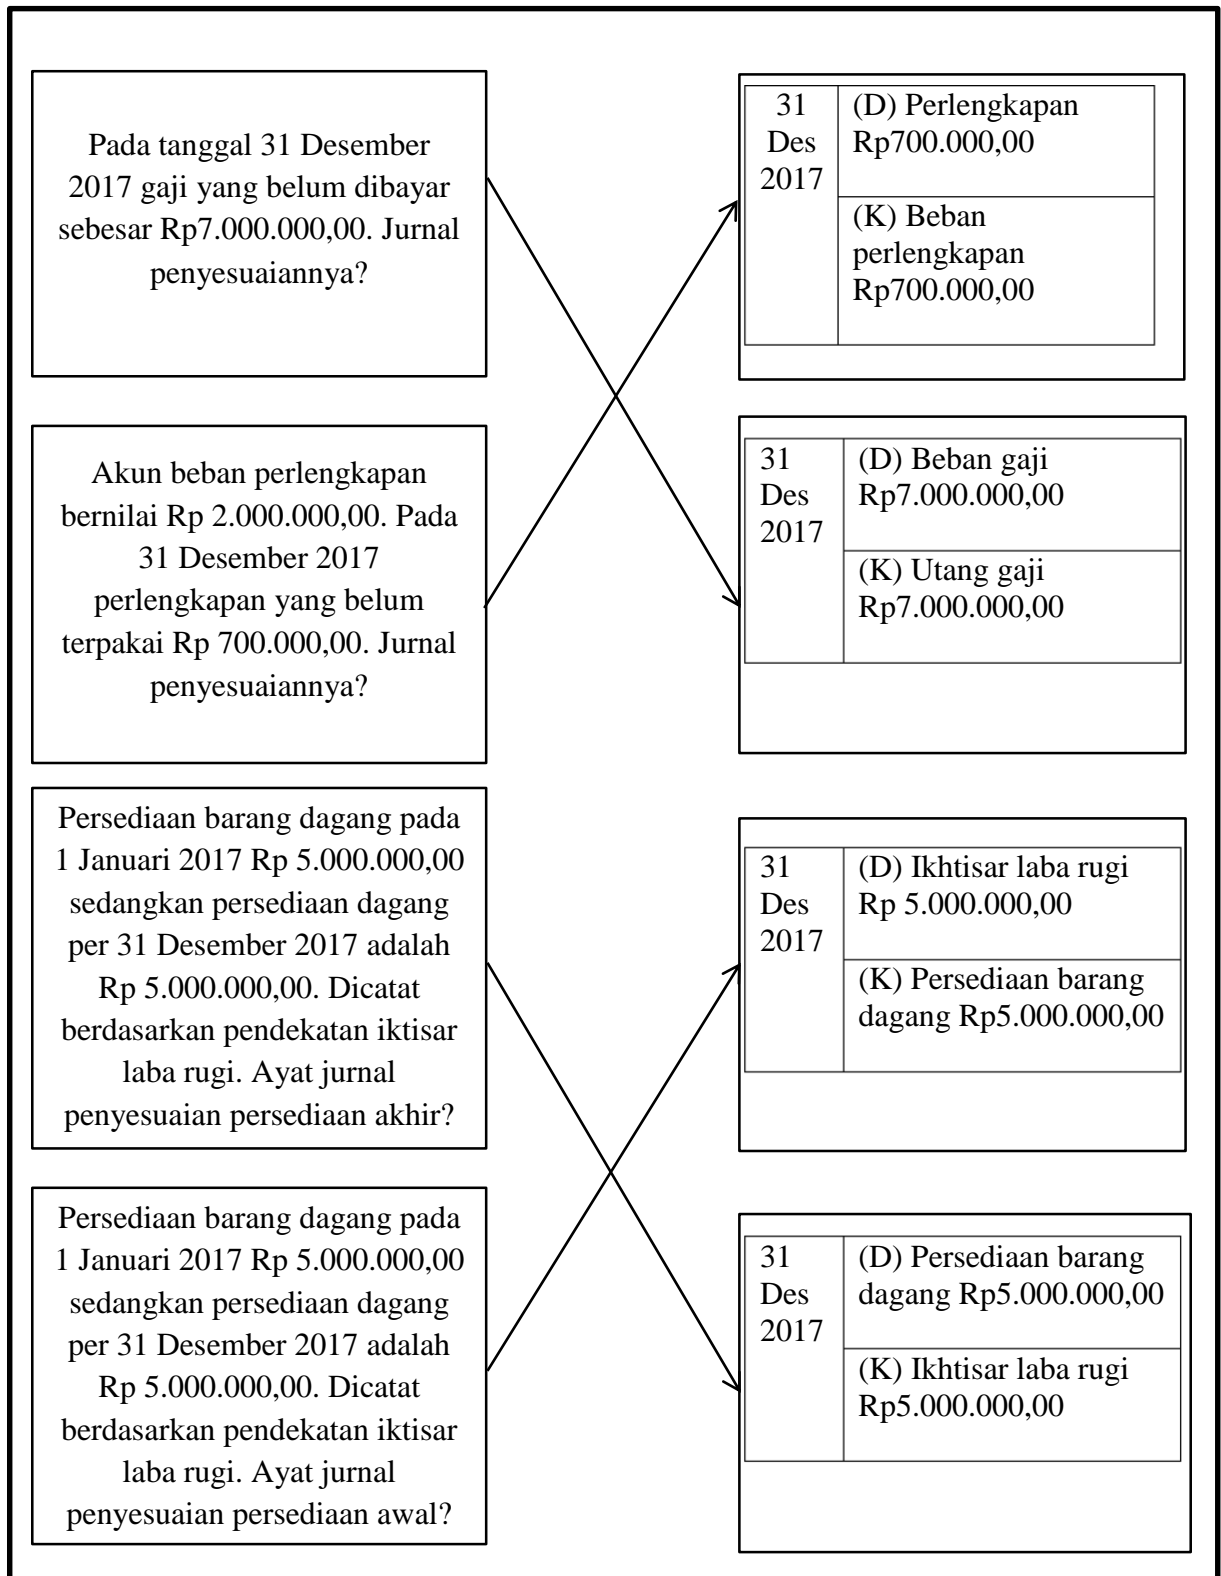 Pada tanggal 31 Desember
2017 gaji yang belum dibayar
sebesar Rp7.000.000,00. Jurnal
penyesuaiannya?
31
Des
2017
(D) Perlengkapan
Rp700.000,00
(K) Beban
perlengkapan
Rp700.000,00
Akun beban perlengkapan
bernilai Rp 2.000.000,00. Pada
31 Desember 2017
perlengkapan yang belum
terpakai Rp 700.000,00. Jurnal
penyesuaiannya?
31
Des
2017
(D) Beban gaji
Rp7.000.000,00
(K) Utang gaji
Rp7.000.000,00
Persediaan barang dagang pada
1 Januari 2017 Rp 5.000.000,00
sedangkan persediaan dagang
per 31 Desember 2017 adalah
Rp 5.000.000,00. Dicatat
berdasarkan pendekatan iktisar
laba rugi. Ayat jurnal
penyesuaian persediaan akhir?
31
Des
2017
(D) Ikhtisar laba rugi
Rp 5.000.000,00
(K) Persediaan barang
dagang Rp5.000.000,00
Persediaan barang dagang pada
1 Januari 2017 Rp 5.000.000,00
sedangkan persediaan dagang
per 31 Desember 2017 adalah
Rp 5.000.000,00. Dicatat
berdasarkan pendekatan iktisar
laba rugi. Ayat jurnal
penyesuaian persediaan awal?
31
Des
2017
(D) Persediaan barang
dagang Rp5.000.000,00
(K) Ikhtisar laba rugi
Rp5.000.000,00